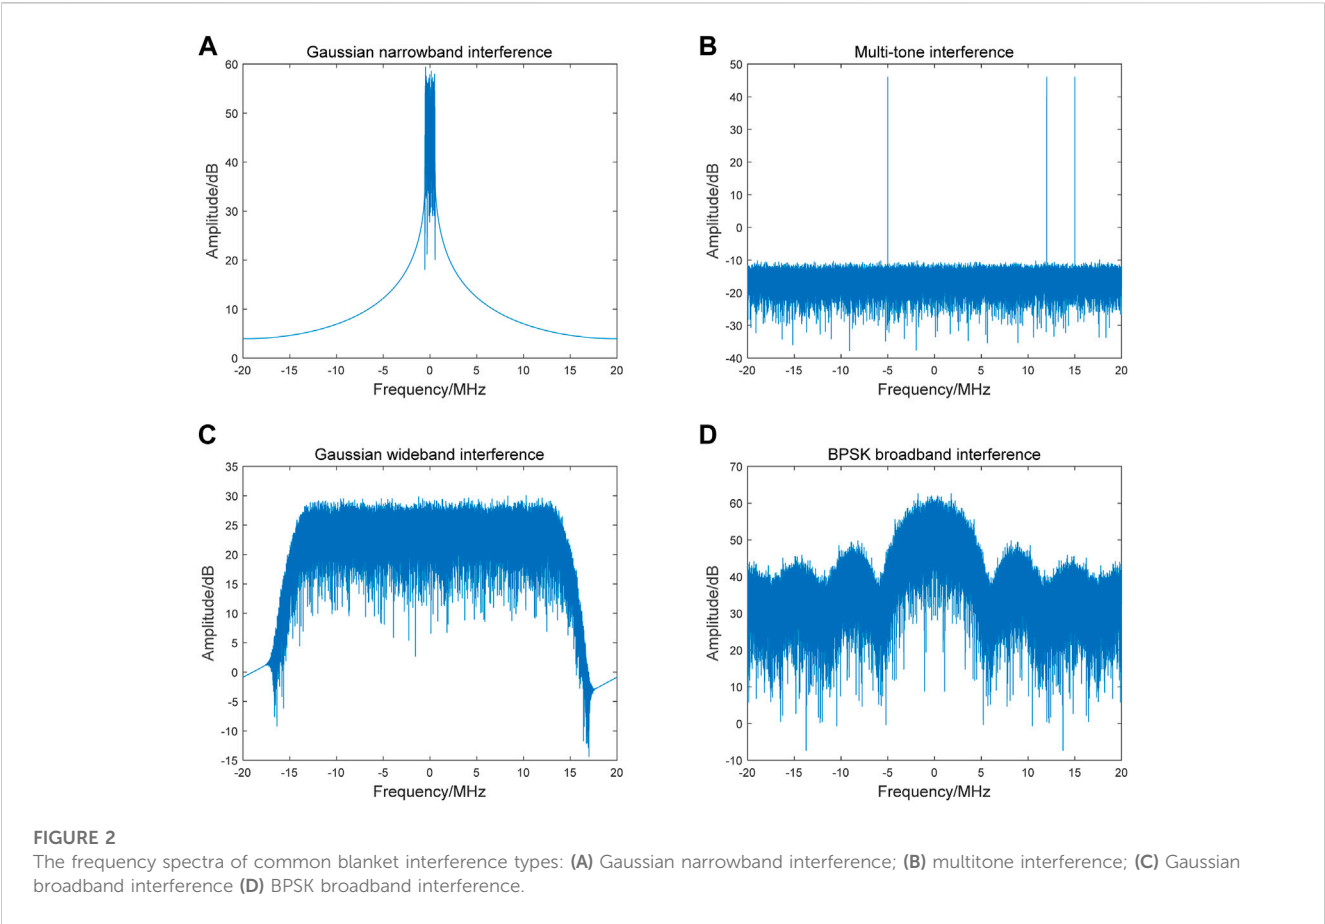 A
Gaussian narrowband interference
60
50
40
30
20
10
0
Amplitude/dB
-20 -15 -10 -5 0 5 10 15 20
Frequency/MHz
B
Multi-tone interference
50
40
30
20
10
0
-10
-20
-30
-40
Amplitude/dB
-20 -15 -10 -5 0 5 10 15 20
Frequency/MHz
C
Gaussian wideband interference
35
30
25
20
15
10
5
0
-5
-10
-15
Amplitude/dB
-20 -15 -10 -5 0 5 10 15 20
Frequency/MHz
D
BPSK broadband interference
70
60
50
40
30
20
10
0
-10
Amplitude/dB
-20 -15 -10 -5 0 5 10 15 20
Frequency/MHz
FIGURE 2
The frequency spectra of common blanket interference types: (A) Gaussian narrowband interference; (B) multitone interference; (C) Gaussian
broadband interference (D) BPSK broadband interference.